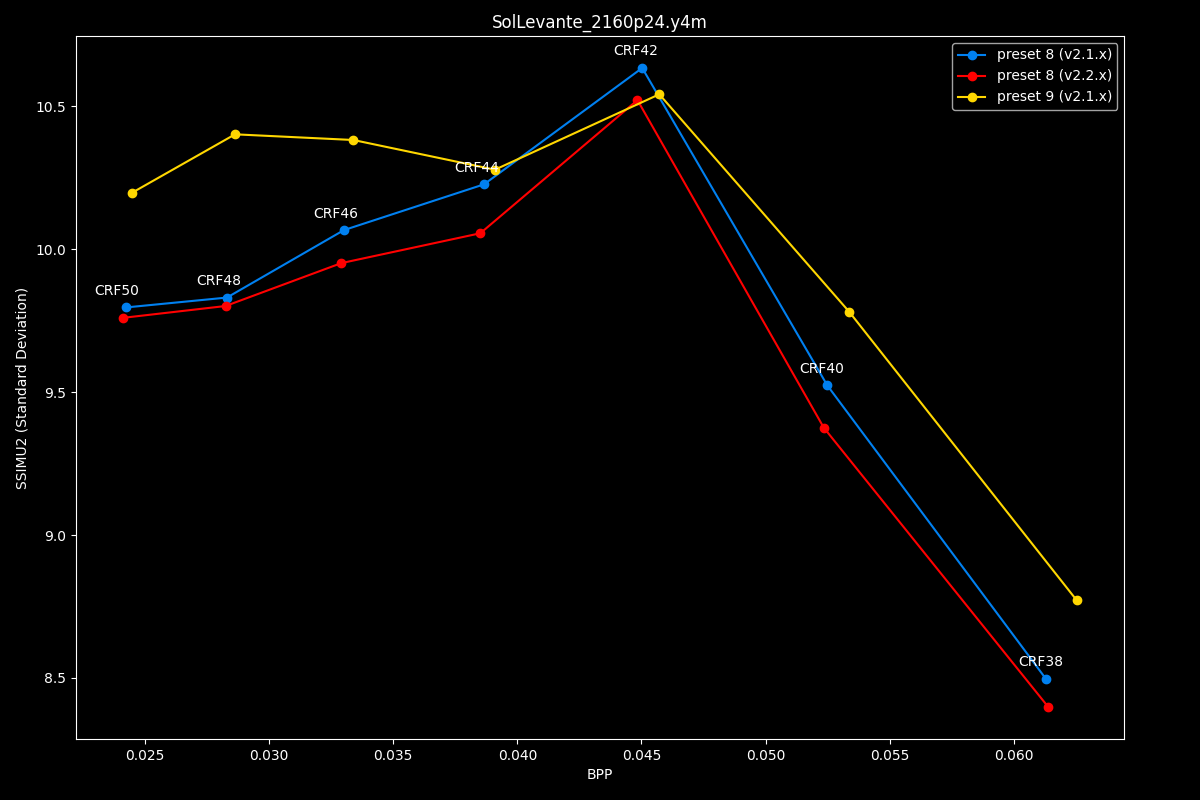 SolLevante_2160p24.y4m
CRF42
preset 8 (v2.1.x)
preset 8 (v2.2.x)
preset 9 (v2.1.x)
10.5
CRF44
CRF46
10.0
CRF50
CRF48
SSIMU2 (Standard Deviation)
9.5
CRF40
9.0
CRF38
8.5
0.025 0.030 0.035 0.040 0.045 0.050 0.055 0.060
BPP